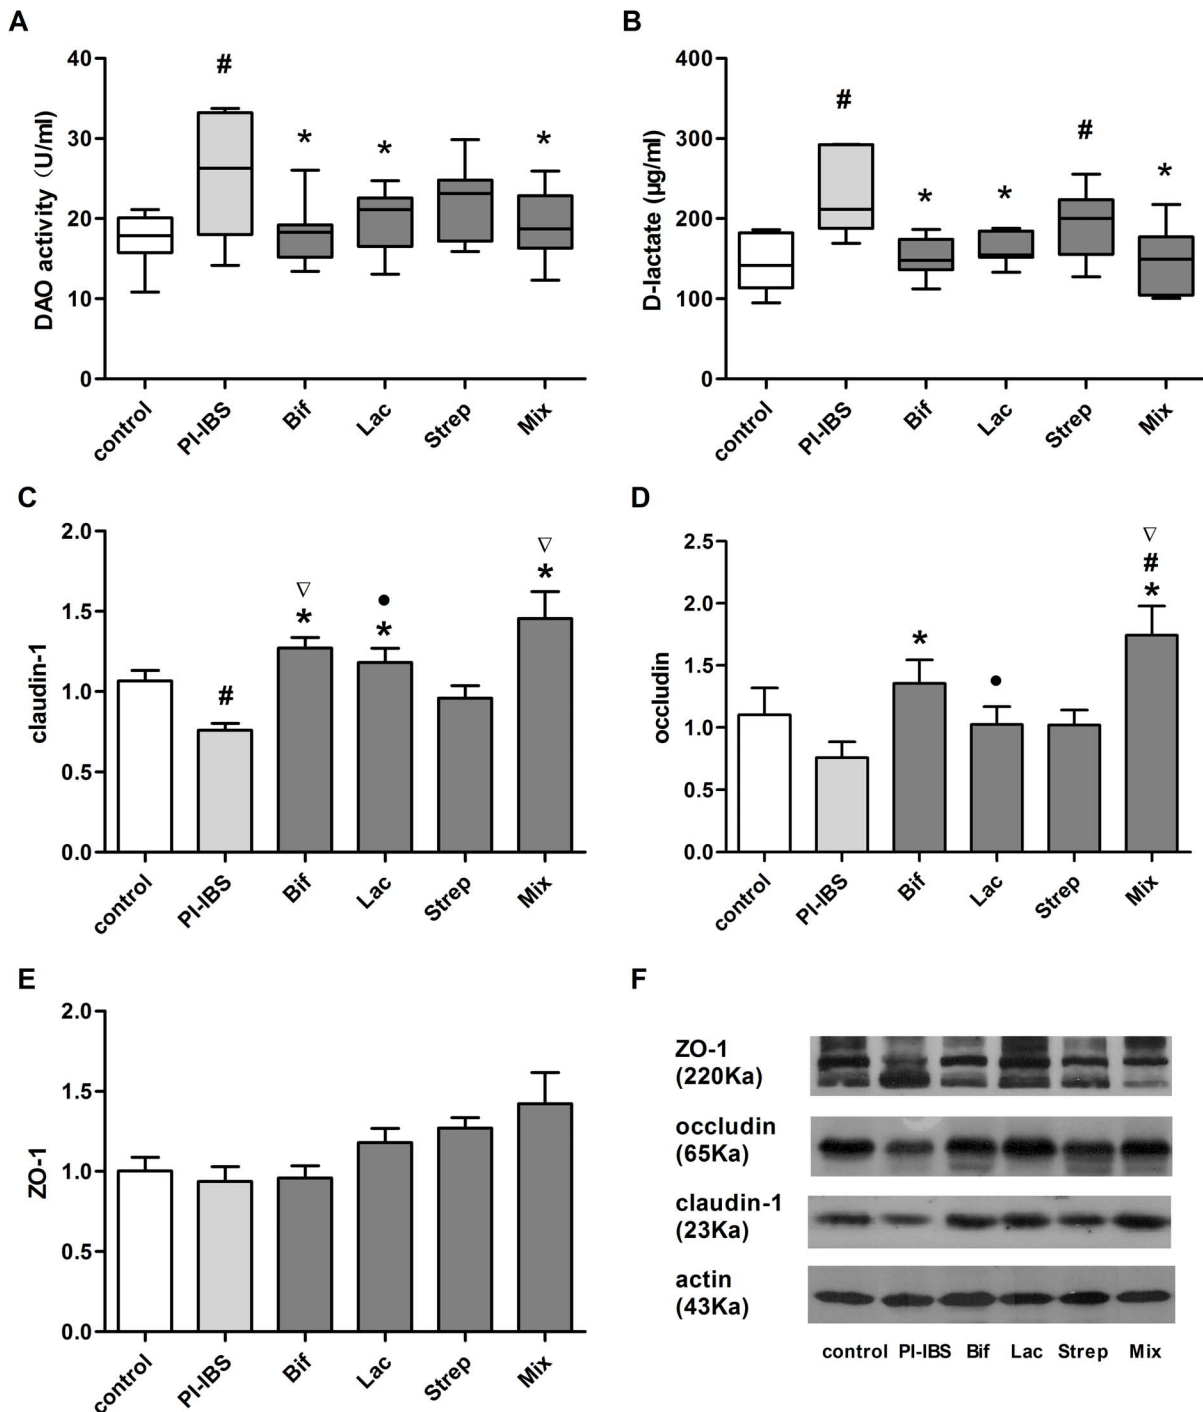 A
DAO activity (U/ml)
40
30
20
10
0
#
*
*
*
control
PI-IBS
Bif
Lac
Strep
Mix
B
D-lactate (µg/ml)
400
300
200
100
0
#
*
*
#
*
control
PI-IBS
Bif
Lac
Strep
Mix
C
claudin-1
2.0
1.5
1.0
0.5
0.0
#
▽
*
●
*
▽
*
control
PI-IBS
Bif
Lac
Strep
Mix
D
occludin
2.5
2.0
1.5
1.0
0.5
0.0
*
●
▽
#
*
control
PI-IBS
Bif
Lac
Strep
Mix
E
ZO-1
2.0
1.5
1.0
0.5
0.0
control
PI-IBS
Bif
Lac
Strep
Mix
F
ZO-1
(220Ka)
occludin
(65Ka)
claudin-1
(23Ka)
actin
(43Ka)
control PI-IBS Bif Lac Strep Mix